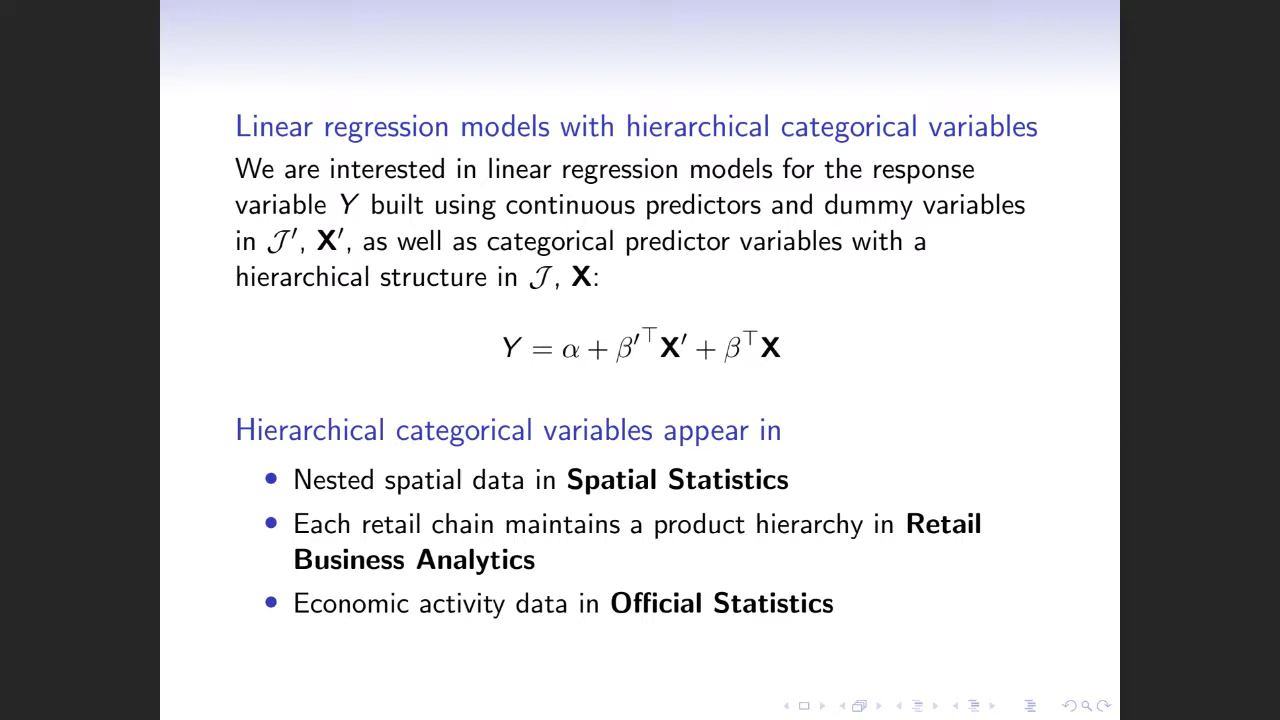 Linear regression models with hierarchical categorical variables
We are interested in linear regression models for the response
variable Y built using continuous predictors and dummy variables
in 𝒥′, X′, as well as categorical predictor variables with a
hierarchical structure in 𝒥, X:
Y = α + β′⊤X′ + β⊤X
Hierarchical categorical variables appear in
• Nested spatial data in Spatial Statistics
• Each retail chain maintains a product hierarchy in Retail
Business Analytics
• Economic activity data in Official Statistics